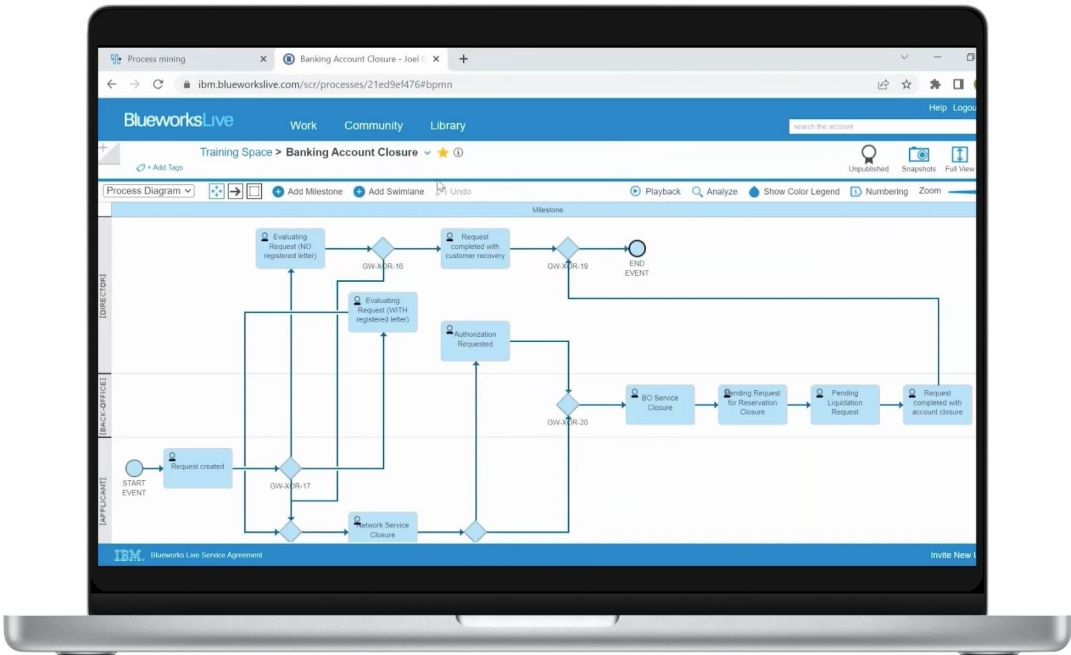 Process mining
Banking Account Closure - Joel
ibm.blueworkslive.com/scr/processes/21ed9ef476#bpmn
Help Logou
BlueworksLive
Work Community Library
search the account
Training Space > Banking Account Closure
+ Add Tags
Unpublished Snapshots Full View
Process Diagram
Add Milestone Add Swimlane Undo
Playback Analyze Show Color Legend Numbering Zoom
Milestone
[DIRECTOR]
Evaluating
Request (NO
registered letter)
GW-XOR-16
Request
completed with
customer recovery
GW-XOR-19
END
EVENT
Evaluating
Request (WITH
registered letter)
Authorization
Requested
[BACK-OFFICE]
GW-XOR-20
BO Service
Closure
Pending Request
for Reservation
Closure
Pending
Liquidation
Request
Request
completed with
account closure
[APPLICANT]
START
EVENT
Request created
GW-XOR-17
Network Service
Closure
IBM. Blueworks Live Service Agreement
Invite New U